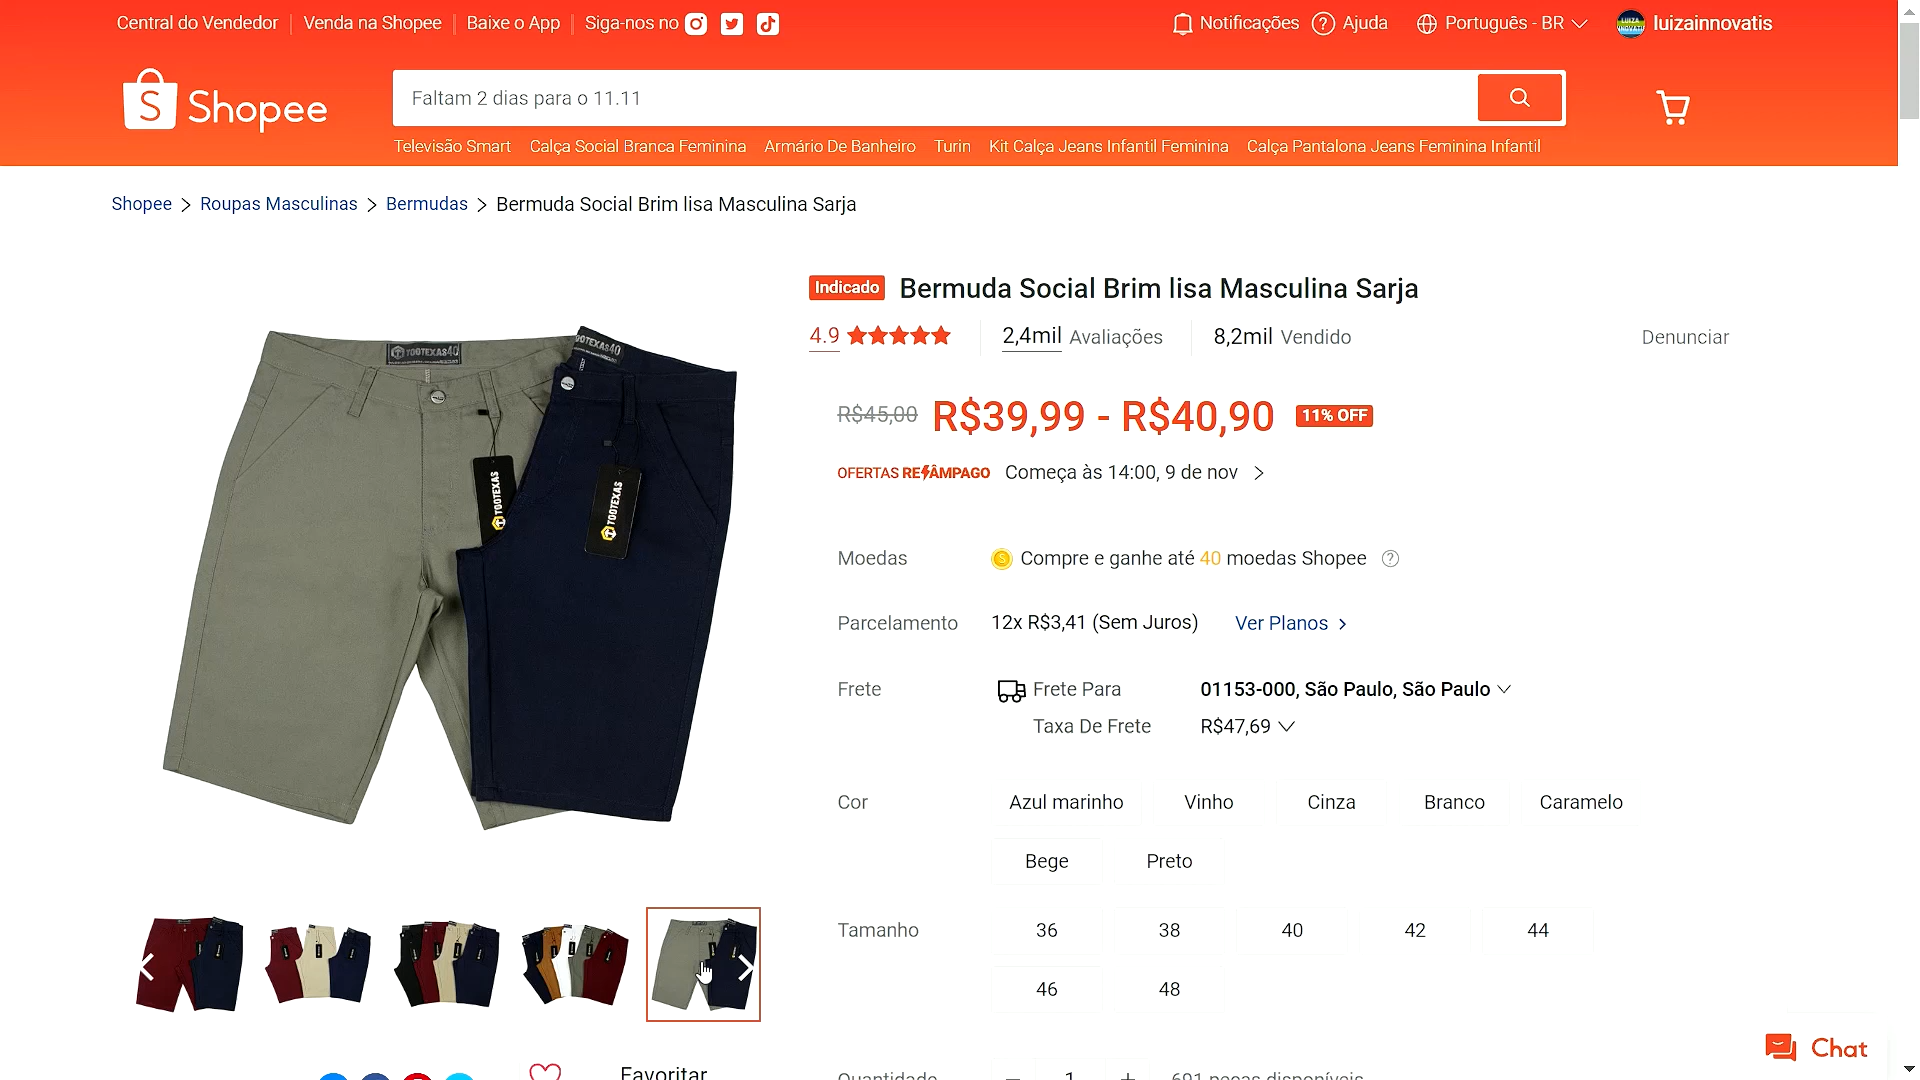 Central do Vendedor
Venda na Shopee
Baixe o App
Siga-nos no
Notificações
Ajuda
Português - BR
luizainnovatis
Shopee
Faltam 2 dias para o 11.11
Televisão Smart Calça Social Branca Feminina Armário De Banheiro Turin Kit Calça Jeans Infantil Feminina Calça Pantalona Jeans Feminina Infantil
Shopee > Roupas Masculinas > Bermudas > Bermuda Social Brim lisa Masculina Sarja
TOOTEXAS
TOOTEXAS
Indicado Bermuda Social Brim lisa Masculina Sarja
4.9 2,4mil Avaliações 8,2mil Vendido Denunciar
R$45,00 R$39,99 - R$40,90 11% OFF
OFERTAS RELÂMPAGO Começa às 14:00, 9 de nov >
Moedas Compre e ganhe até 40 moedas Shopee ?
Parcelamento 12x R$3,41 (Sem Juros) Ver Planos >
Frete Frete Para 01153-000, São Paulo, São Paulo
Taxa De Frete R$47,69
Cor Azul marinho Vinho Cinza Branco Caramelo
Bege Preto
Tamanho 36 38 40 42 44
46 48
Chat
Favoritar
Quantidade − 1 + 691 peças disponíveis